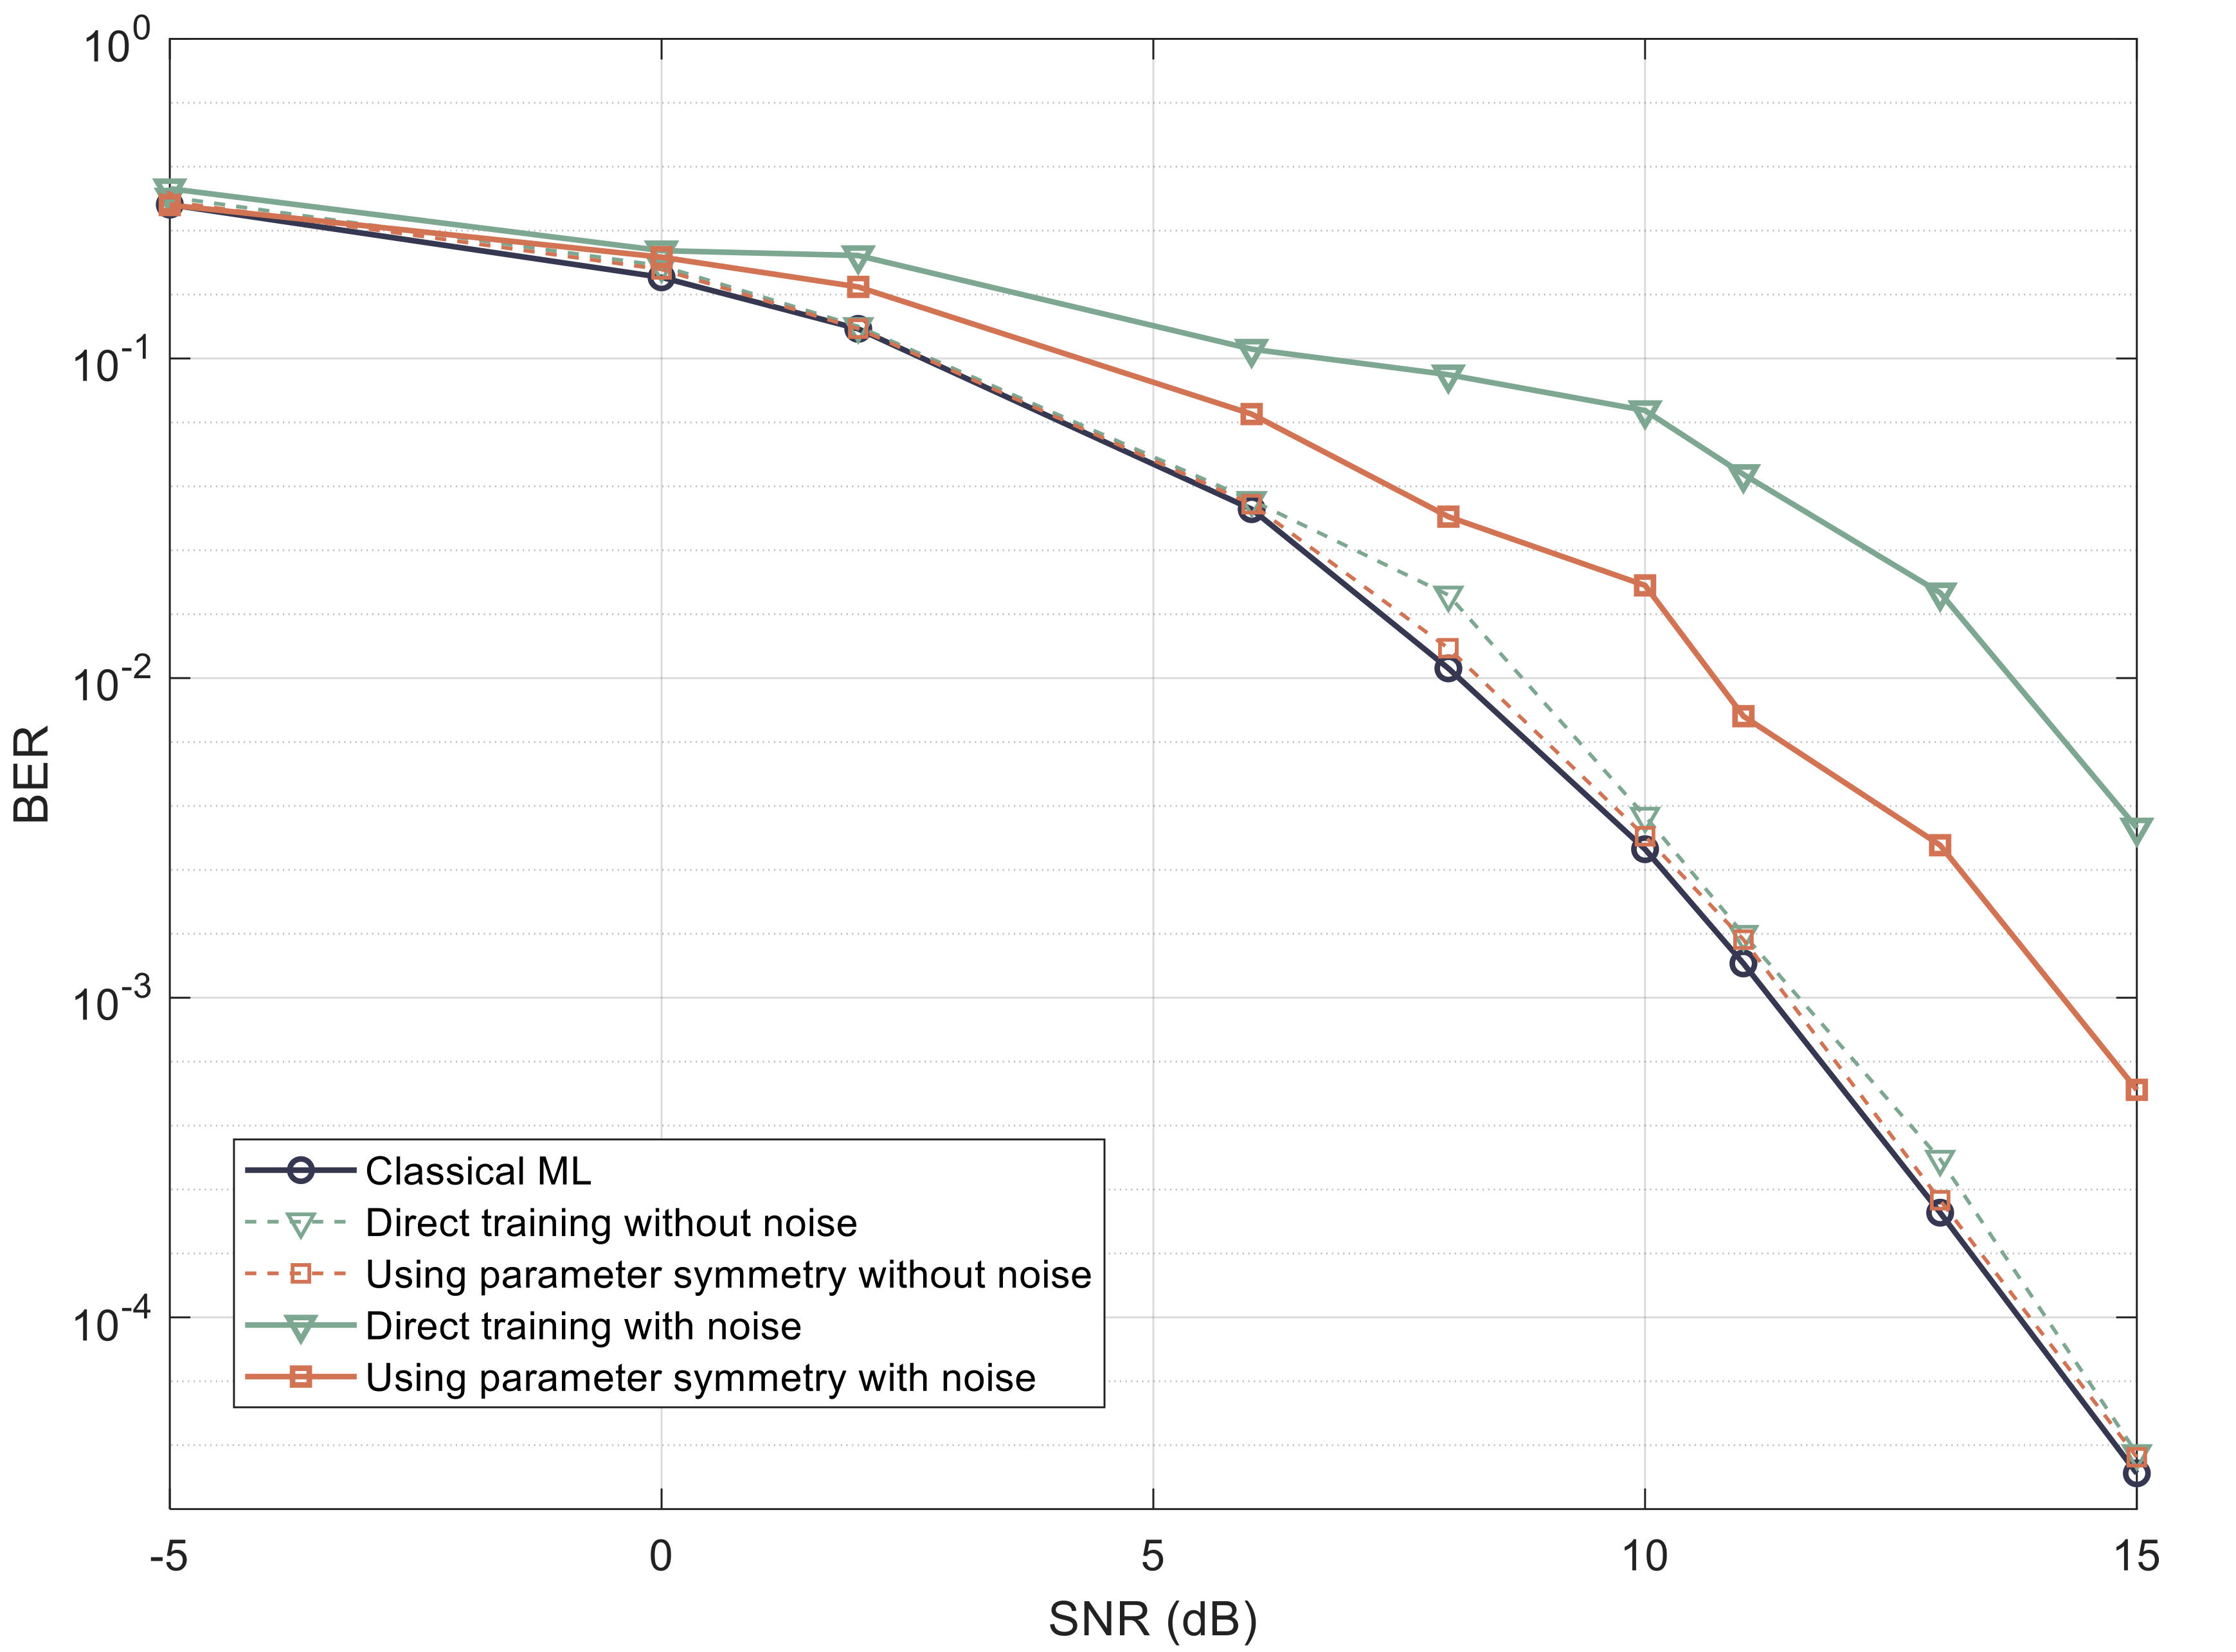 10^0
10^-1
10^-2
10^-3
10^-4
BER
Classical ML
Direct training without noise
Using parameter symmetry without noise
Direct training with noise
Using parameter symmetry with noise
-5 0 5 10 15
SNR (dB)